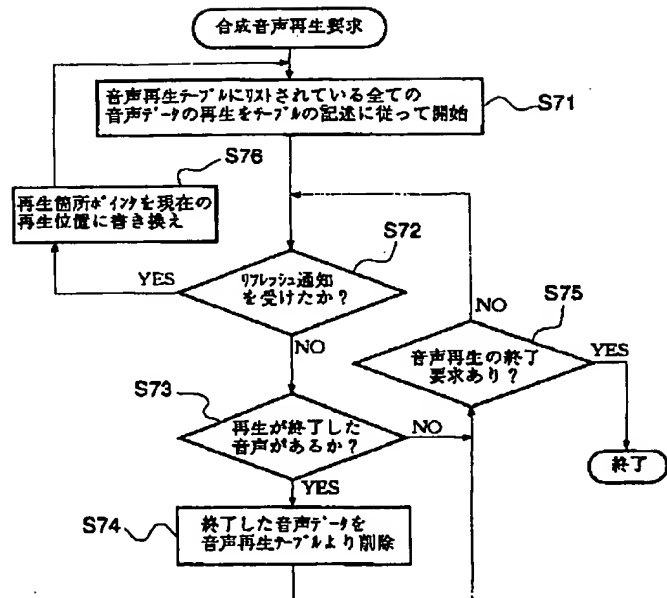 合成音声再生要求
音声再生テーブルにリストされている全ての
音声データの再生をテーブルの記述に従って開始
S71
S76
再生箇所ポインタを現在の
再生位置に書き換え
S72
YES
リフレッシュ通知
を受けたか？
NO
S75
NO
音声再生の終了
要求あり？
YES
S73
再生が終了した
音声があるか？
NO
終了
YES
S74
終了した音声データを
音声再生テーブルより削除